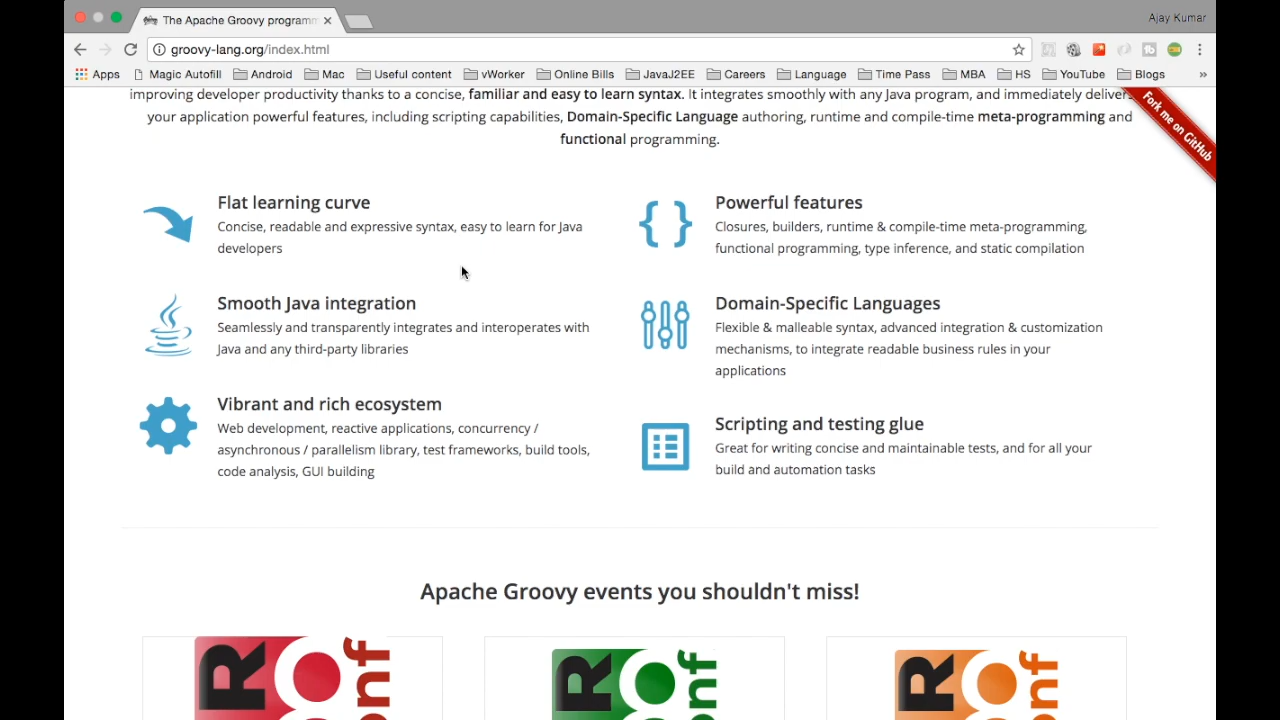 The Apache Groovy programm
Ajay Kumar
groovy-lang.org/index.html
Apps Magic Autofill Android Mac Useful content vWorker Online Bills JavaJ2EE Careers Language Time Pass MBA HS YouTube Blogs »
improving developer productivity thanks to a concise, familiar and easy to learn syntax. It integrates smoothly with any Java program, and immediately delivers
your application powerful features, including scripting capabilities, Domain-Specific Language authoring, runtime and compile-time meta-programming and
functional programming.
Fork me on GitHub
Flat learning curve
Concise, readable and expressive syntax, easy to learn for Java
developers
Powerful features
Closures, builders, runtime & compile-time meta-programming,
functional programming, type inference, and static compilation
Smooth Java integration
Seamlessly and transparently integrates and interoperates with
Java and any third-party libraries
Domain-Specific Languages
Flexible & malleable syntax, advanced integration & customization
mechanisms, to integrate readable business rules in your
applications
Vibrant and rich ecosystem
Web development, reactive applications, concurrency /
asynchronous / parallelism library, test frameworks, build tools,
code analysis, GUI building
Scripting and testing glue
Great for writing concise and maintainable tests, and for all your
build and automation tasks
Apache Groovy events you shouldn't miss!